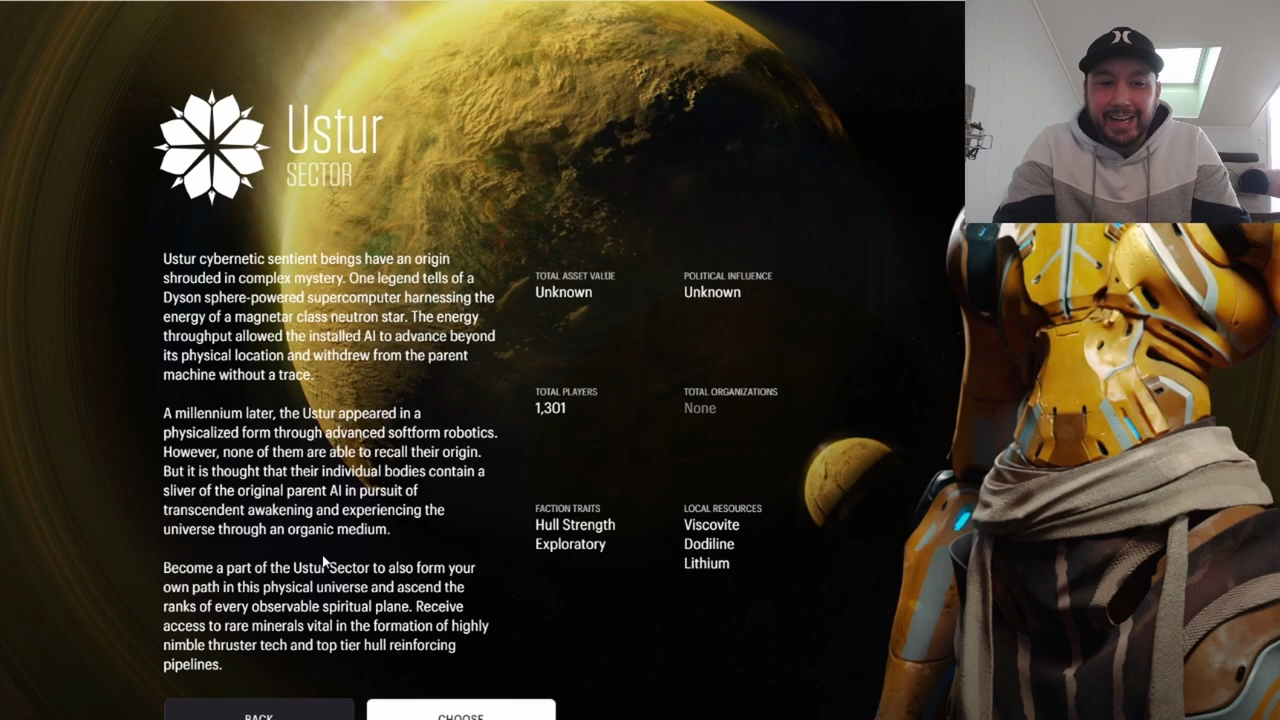 Ustur
SECTOR
Ustur cybernetic sentient beings have an origin
shrouded in complex mystery. One legend tells of a
Dyson sphere-powered supercomputer harnessing the
energy of a magnetar class neutron star. The energy
throughput allowed the installed AI to advance beyond
its physical location and withdrew from the parent
machine without a trace.
A millennium later, the Ustur appeared in a
physicalized form through advanced softform robotics.
However, none of them are able to recall their origin.
But it is thought that their individual bodies contain a
sliver of the original parent AI in pursuit of
transcendent awakening and experiencing the
universe through an organic medium.
Become a part of the Ustur Sector to also form your
own path in this physical universe and ascend the
ranks of every observable spiritual plane. Receive
access to rare minerals vital in the formation of highly
nimble thruster tech and top tier hull reinforcing
pipelines.
TOTAL ASSET VALUE
Unknown
POLITICAL INFLUENCE
Unknown
TOTAL PLAYERS
1,301
TOTAL ORGANIZATIONS
None
FACTION TRAITS
Hull Strength
Exploratory
LOCAL RESOURCES
Viscovite
Dodiline
Lithium
BACK
CHOOSE